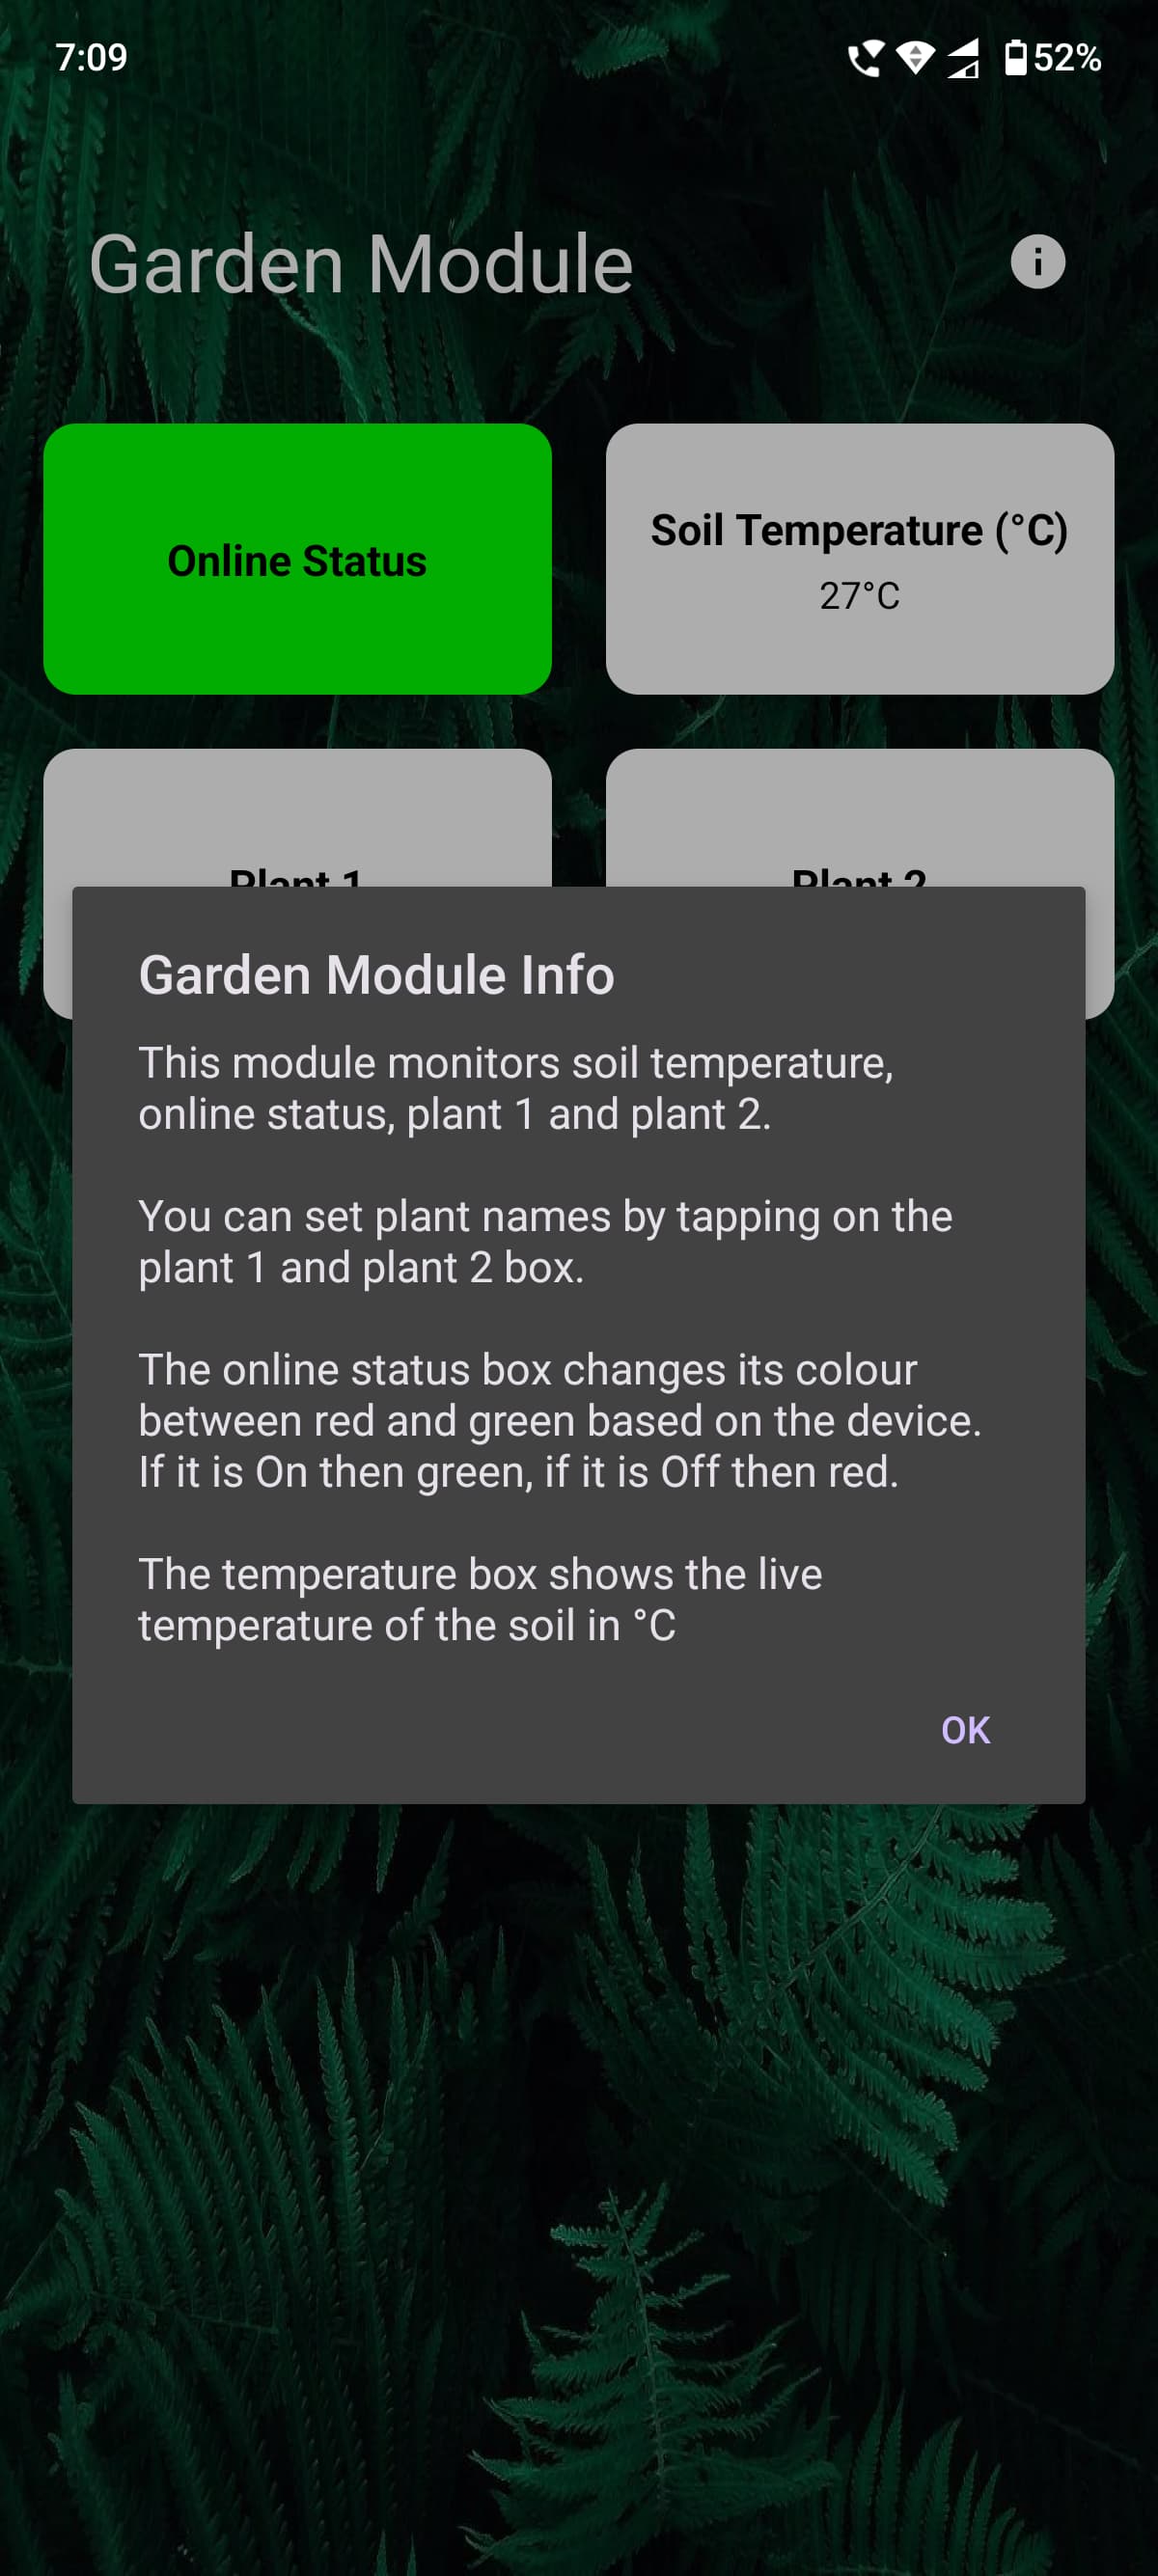 7:09
52%
Garden Module
Online Status
Soil Temperature (°C)
27°C
Plant 1
Plant 2
Garden Module Info
This module monitors soil temperature,
online status, plant 1 and plant 2.
You can set plant names by tapping on the
plant 1 and plant 2 box.
The online status box changes its colour
between red and green based on the device.
If it is On then green, if it is Off then red.
The temperature box shows the live
temperature of the soil in °C
OK